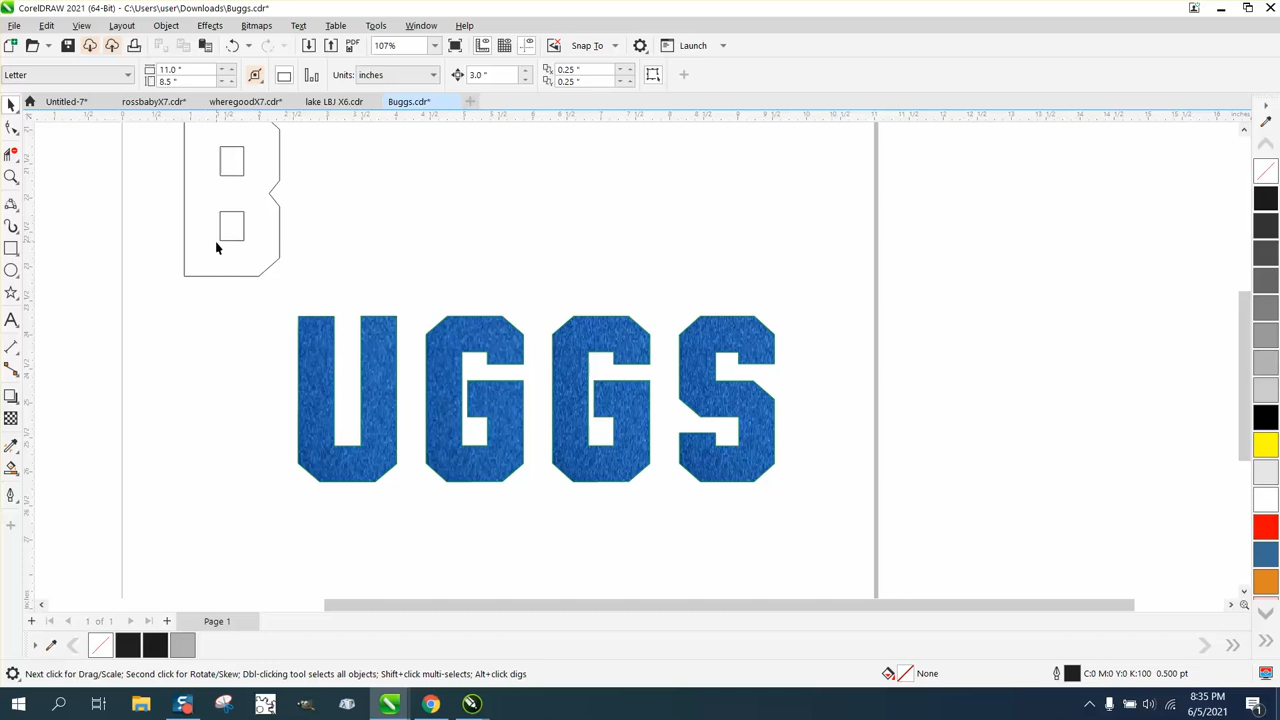 CorelDRAW 2021 (64-Bit) - C:\Users\user\Downloads\Buggs.cdr*
File Edit View Layout Object Effects Bitmaps Text Table Tools Window Help
PDF 107% Snap To Launch
Letter 11.0 " 8.5 " Units: inches 3.0 " 0.25 " 0.25 "
Untitled-7* rossbabyX7.cdr* wheregoodX7.cdr* lake LBJ X6.cdr Buggs.cdr*
B
UGGS
1 of 1 Page 1
Next click for Drag/Scale; Second click for Rotate/Skew; Dbl-clicking tool selects all objects; Shift+click multi-selects; Alt+click digs None C:0 M:0 Y:0 K:100 0.500 pt
8:35 PM
6/5/2021